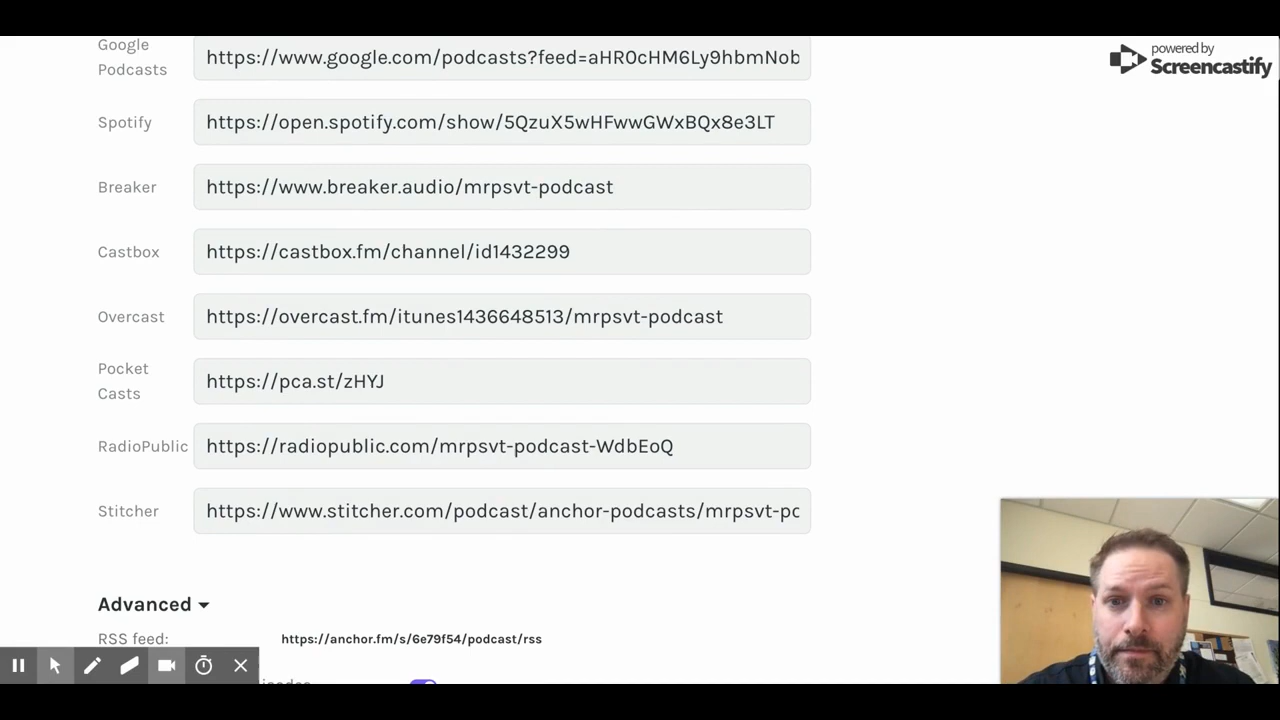 powered by
Screencastify
Google
Podcasts
https://www.google.com/podcasts?feed=aHR0cHM6Ly9hbmNob
Spotify
https://open.spotify.com/show/5QzuX5wHFwwGWxBQx8e3LT
Breaker
https://www.breaker.audio/mrpsvt-podcast
Castbox
https://castbox.fm/channel/id1432299
Overcast
https://overcast.fm/itunes1436648513/mrpsvt-podcast
Pocket
Casts
https://pca.st/zHYJ
RadioPublic
https://radiopublic.com/mrpsvt-podcast-WdbEoQ
Stitcher
https://www.stitcher.com/podcast/anchor-podcasts/mrpsvt-pc
Advanced
RSS feed:
https://anchor.fm/s/6e79f54/podcast/rss